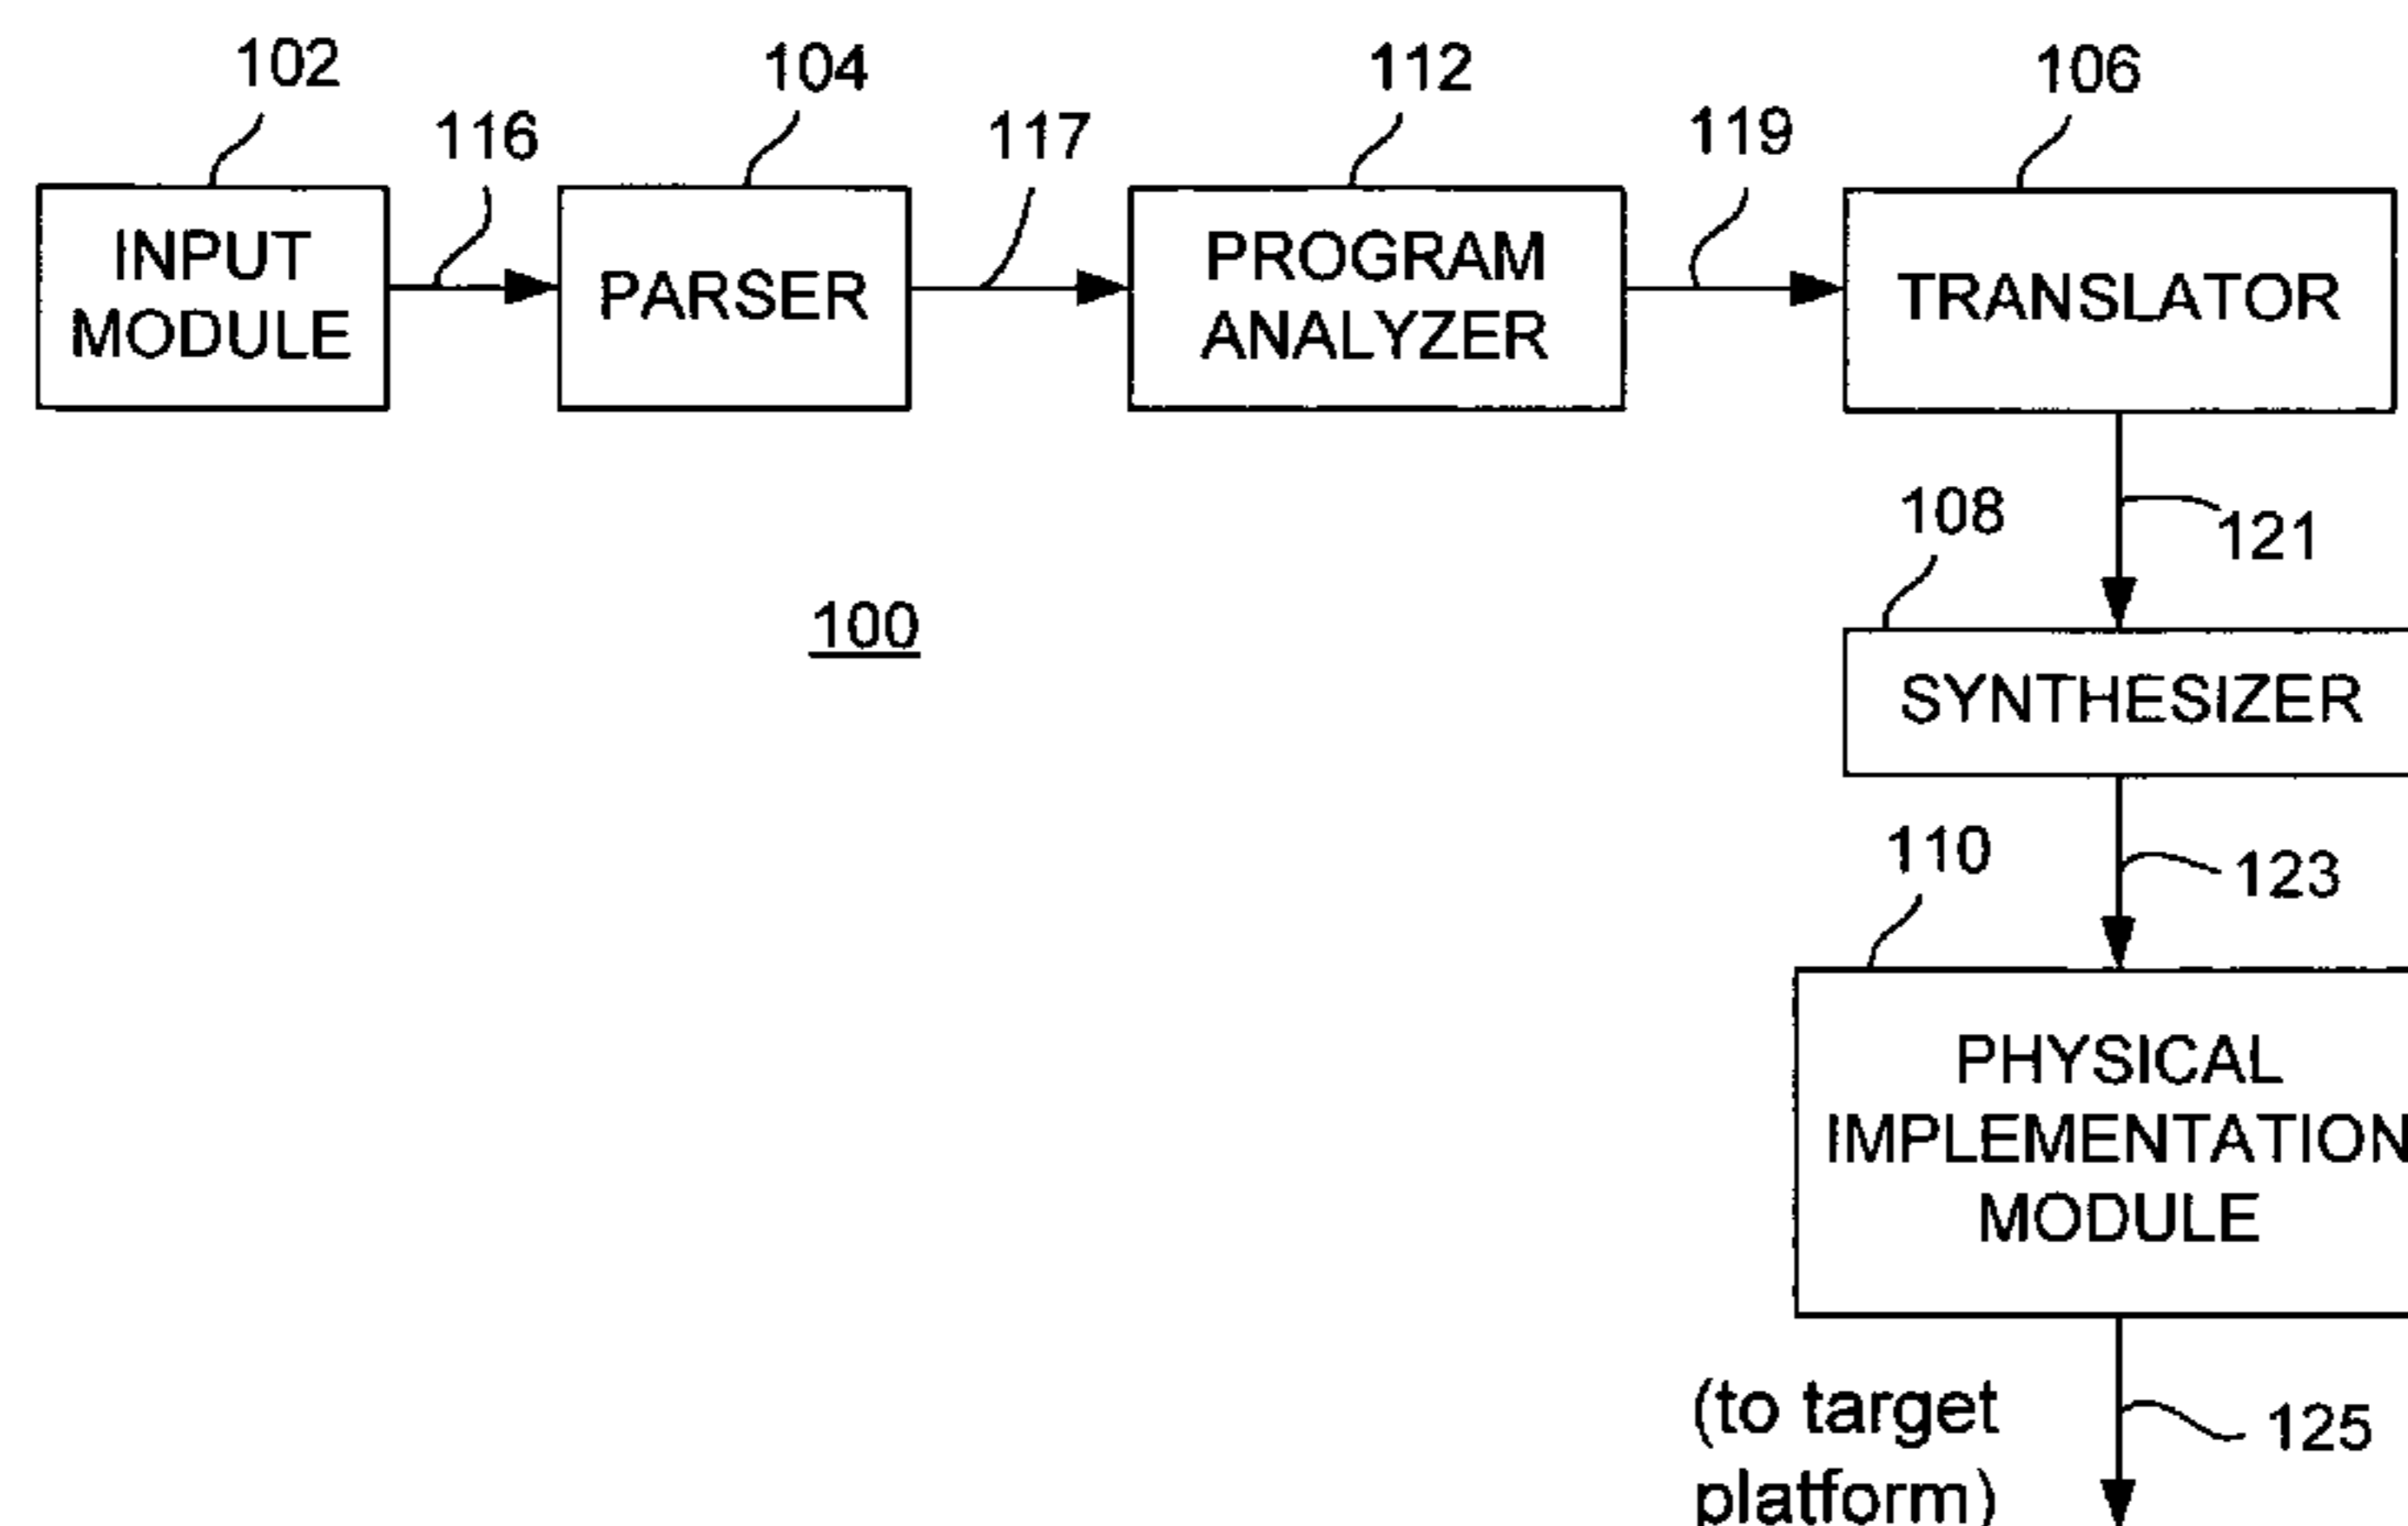 102
116
104
117
112
119
106
INPUT
MODULE
PARSER
PROGRAM
ANALYZER
TRANSLATOR
121
108
100
SYNTHESIZER
123
110
PHYSICAL
IMPLEMENTATION
MODULE
(to target
platform)
125